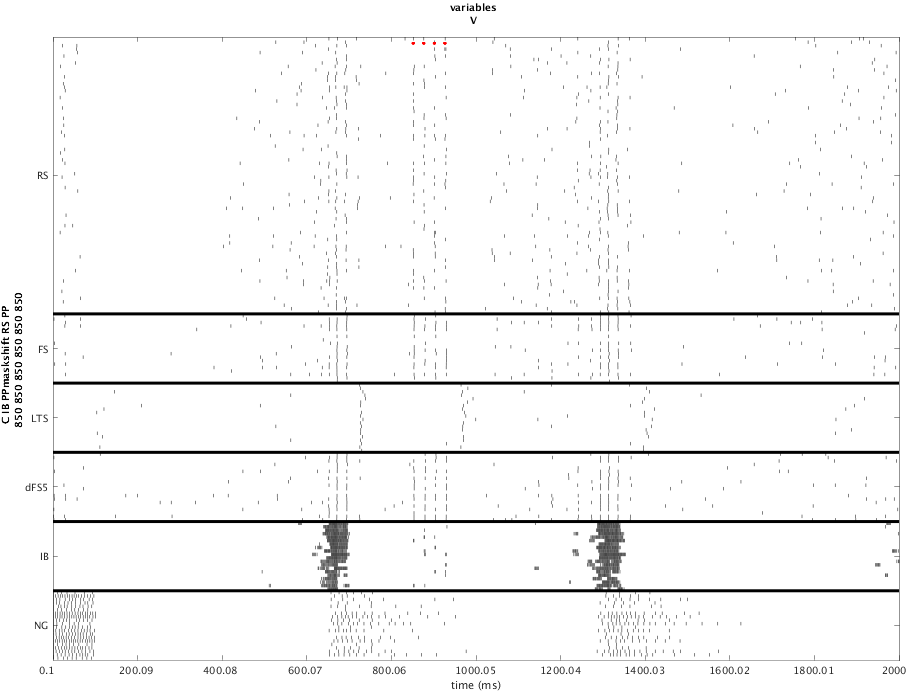 variables
V
C IB PPmaskshift RS PP
850 850 850 850 850 850
RS
FS
LTS
dFS5
IB
NG
0.1 200.09 400.08 600.07 800.06 1000.05 1200.04 1400.03 1600.02 1800.01 2000
time (ms)